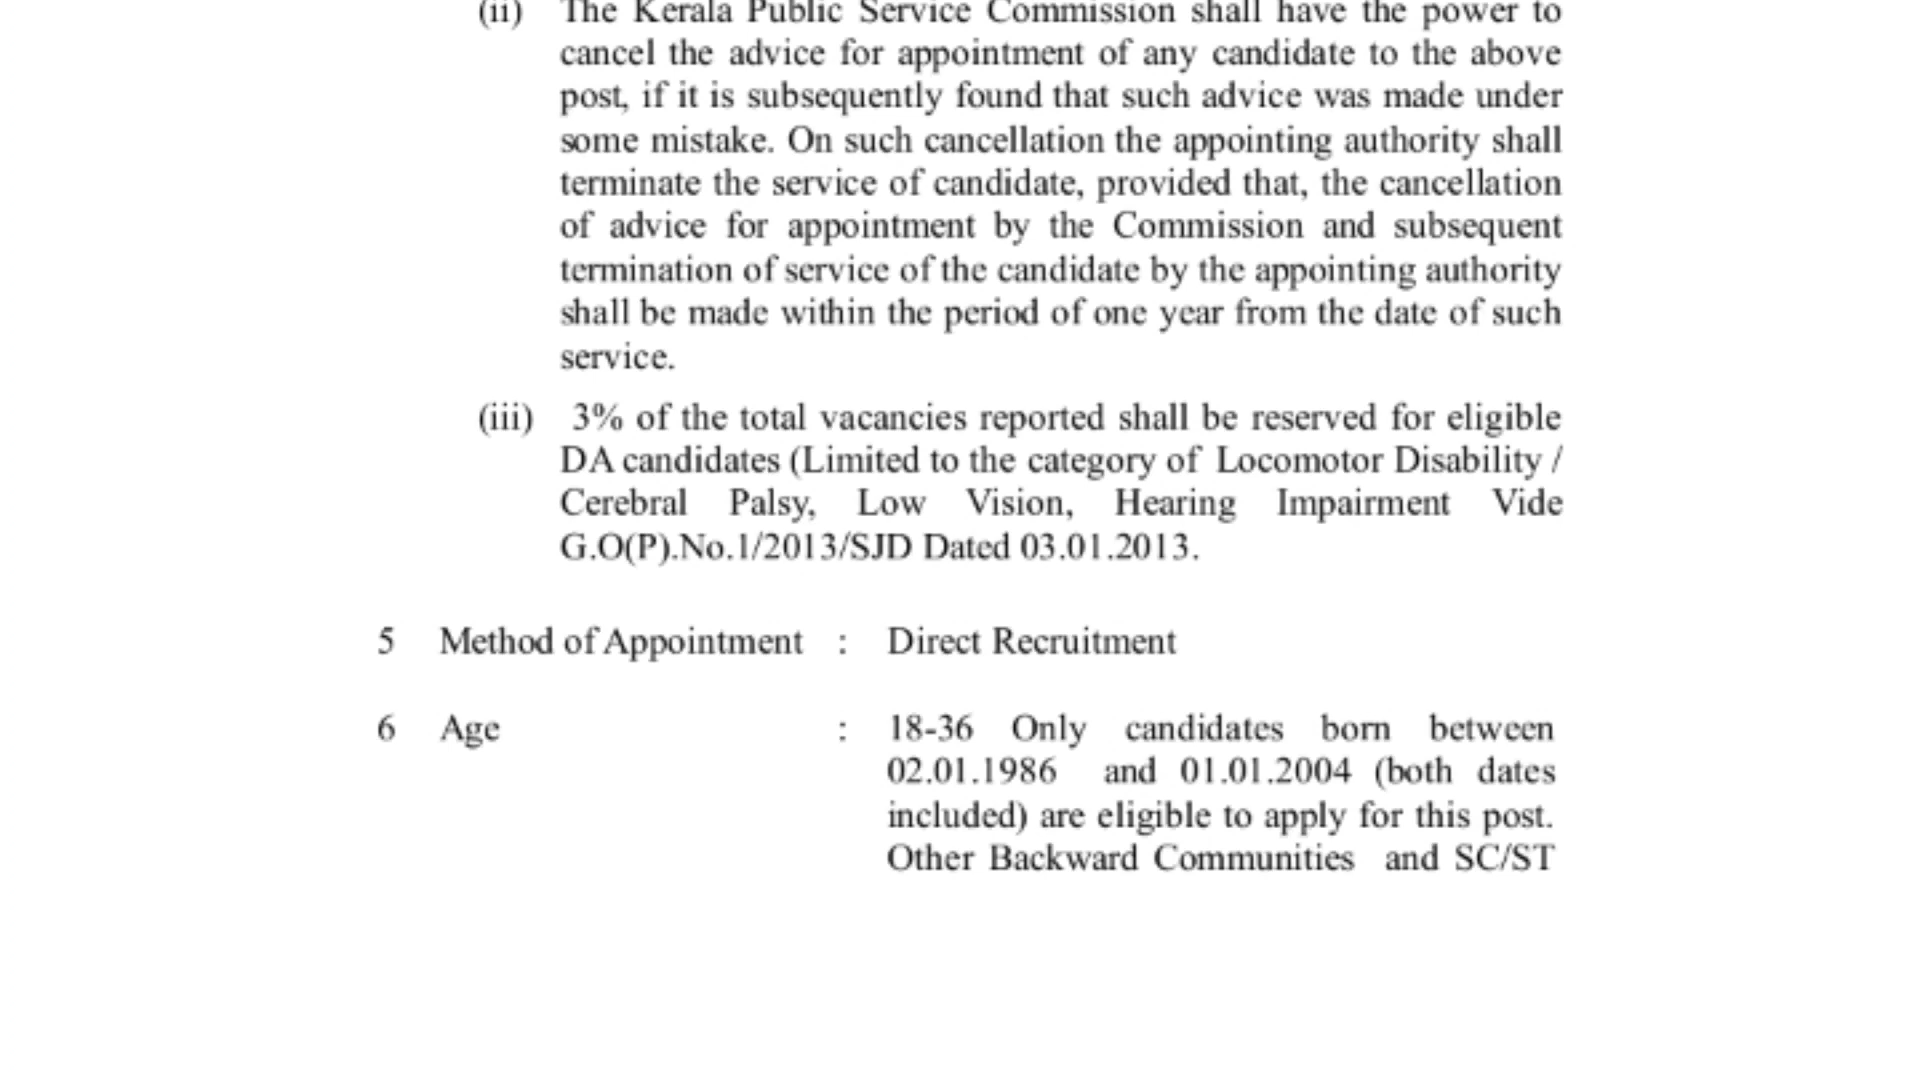 (ii) The Kerala Public Service Commission shall have the power to
cancel the advice for appointment of any candidate to the above
post, if it is subsequently found that such advice was made under
some mistake. On such cancellation the appointing authority shall
terminate the service of candidate, provided that, the cancellation
of advice for appointment by the Commission and subsequent
termination of service of the candidate by the appointing authority
shall be made within the period of one year from the date of such
service.
(iii) 3% of the total vacancies reported shall be reserved for eligible
DA candidates (Limited to the category of Locomotor Disability /
Cerebral Palsy, Low Vision, Hearing Impairment Vide
G.O(P).No.1/2013/SJD Dated 03.01.2013.
5 Method of Appointment : Direct Recruitment
6 Age : 18-36 Only candidates born between
02.01.1986 and 01.01.2004 (both dates
included) are eligible to apply for this post.
Other Backward Communities and SC/ST